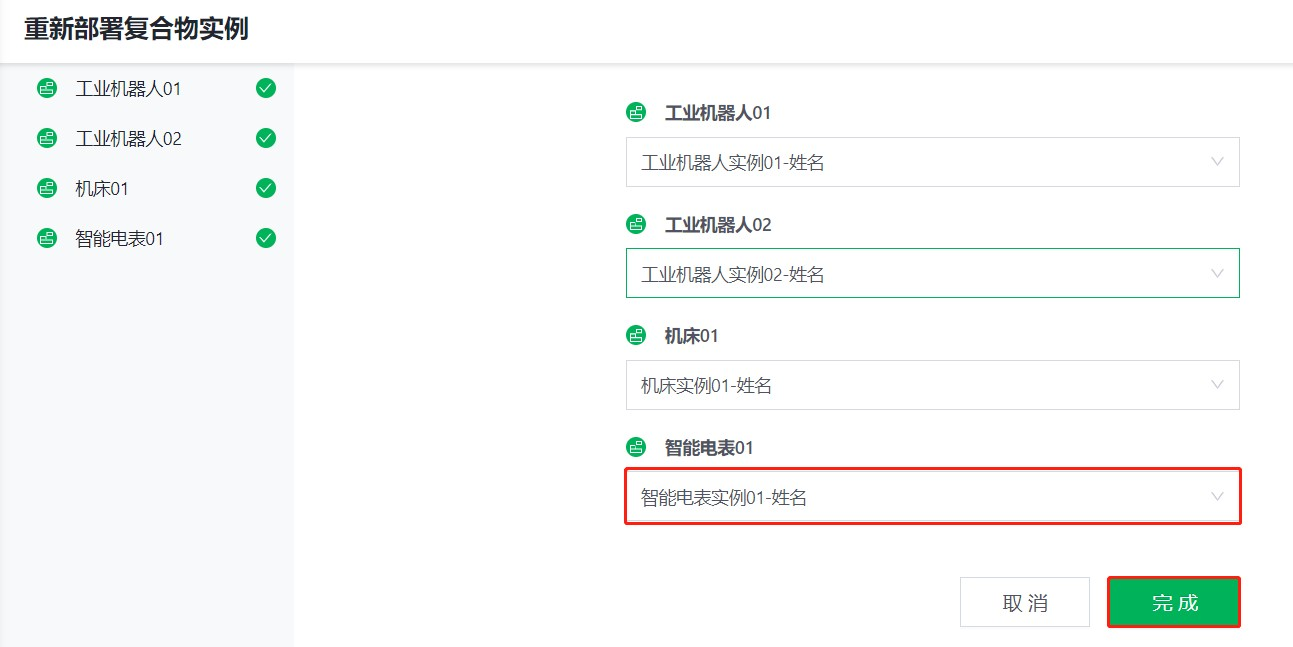 重新部署复合物实例
工业机器人01
工业机器人02
机床01
智能电表01
工业机器人01
工业机器人实例01-姓名
工业机器人02
工业机器人实例02-姓名
机床01
机床实例01-姓名
智能电表01
智能电表实例01-姓名
取消 完成